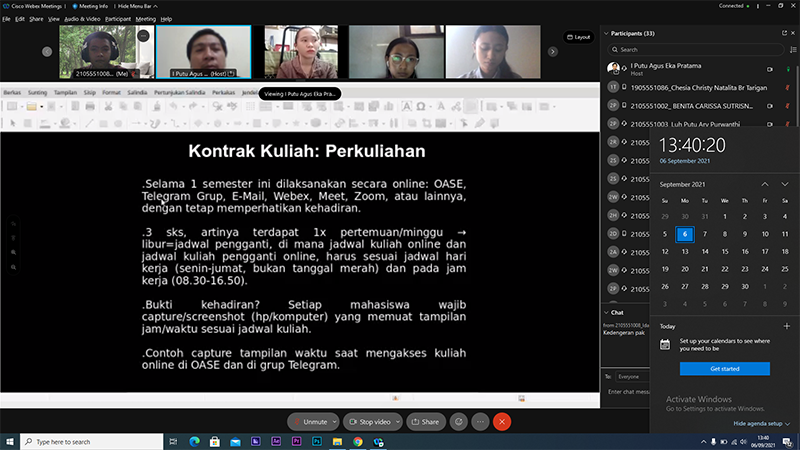 Cisco Webex Meetings
Meeting Info
Hide Menu Bar
Connected
File Edit Share View Audio & Video Participant Meeting Help
Layout
2105551008... (Me)
I Putu Agus ... (Host)
Viewing I Putu Agus Eka Pra...
Berkas Sunting Tampilan Sisip Format Salindia Pertunjukan Salindia Perkakas Jendela
Kontrak Kuliah: Perkuliahan
.Selama 1 semester ini dilaksanakan secara online: OASE,
Telegram Grup, E-Mail, Webex, Meet, Zoom, atau lainnya,
dengan tetap memperhatikan kehadiran.
.3 sks, artinya terdapat 1x pertemuan/minggu →
libur=jadwal pengganti, di mana jadwal kuliah online dan
jadwal kuliah pengganti online, harus sesuai jadwal hari
kerja (senin-jumat, bukan tanggal merah) dan pada jam
kerja (08.30-16.50).
.Bukti kehadiran? Setiap mahasiswa wajib
capture/screenshot (hp/komputer) yang memuat tampilan
jam/waktu sesuai jadwal kuliah.
.Contoh capture tampilan waktu saat mengakses kuliah
online di OASE dan di grup Telegram.
Unmute
Stop video
Share
Participants (33)
Search
I Putu Agus Eka Pratama
Host
1T 1905551086_Chesia Christy Natalita Br Tarigan
2105551002_ BENITA CARISSA SUTRISN...
2105551003_Luh Putu Ary Purwanthi
Chat
from 2105551008_Ida
Kedengeran pak
To: Everyone
Enter chat message
13:40:20
06 September 2021
September 2021
Su Mo Tu We Th Fr Sa
29 30 31 1 2 3 4
5 6 7 8 9 10 11
12 13 14 15 16 17 18
19 20 21 22 23 24 25
26 27 28 29 30 1 2
3 4 5 6 7 8 9
Today
Set up your calendars to see where
you need to be
Get started
Activate Windows
Go to Settings to activate Windows.
Hide agenda setup
Type here to search
13:40
06/09/2021